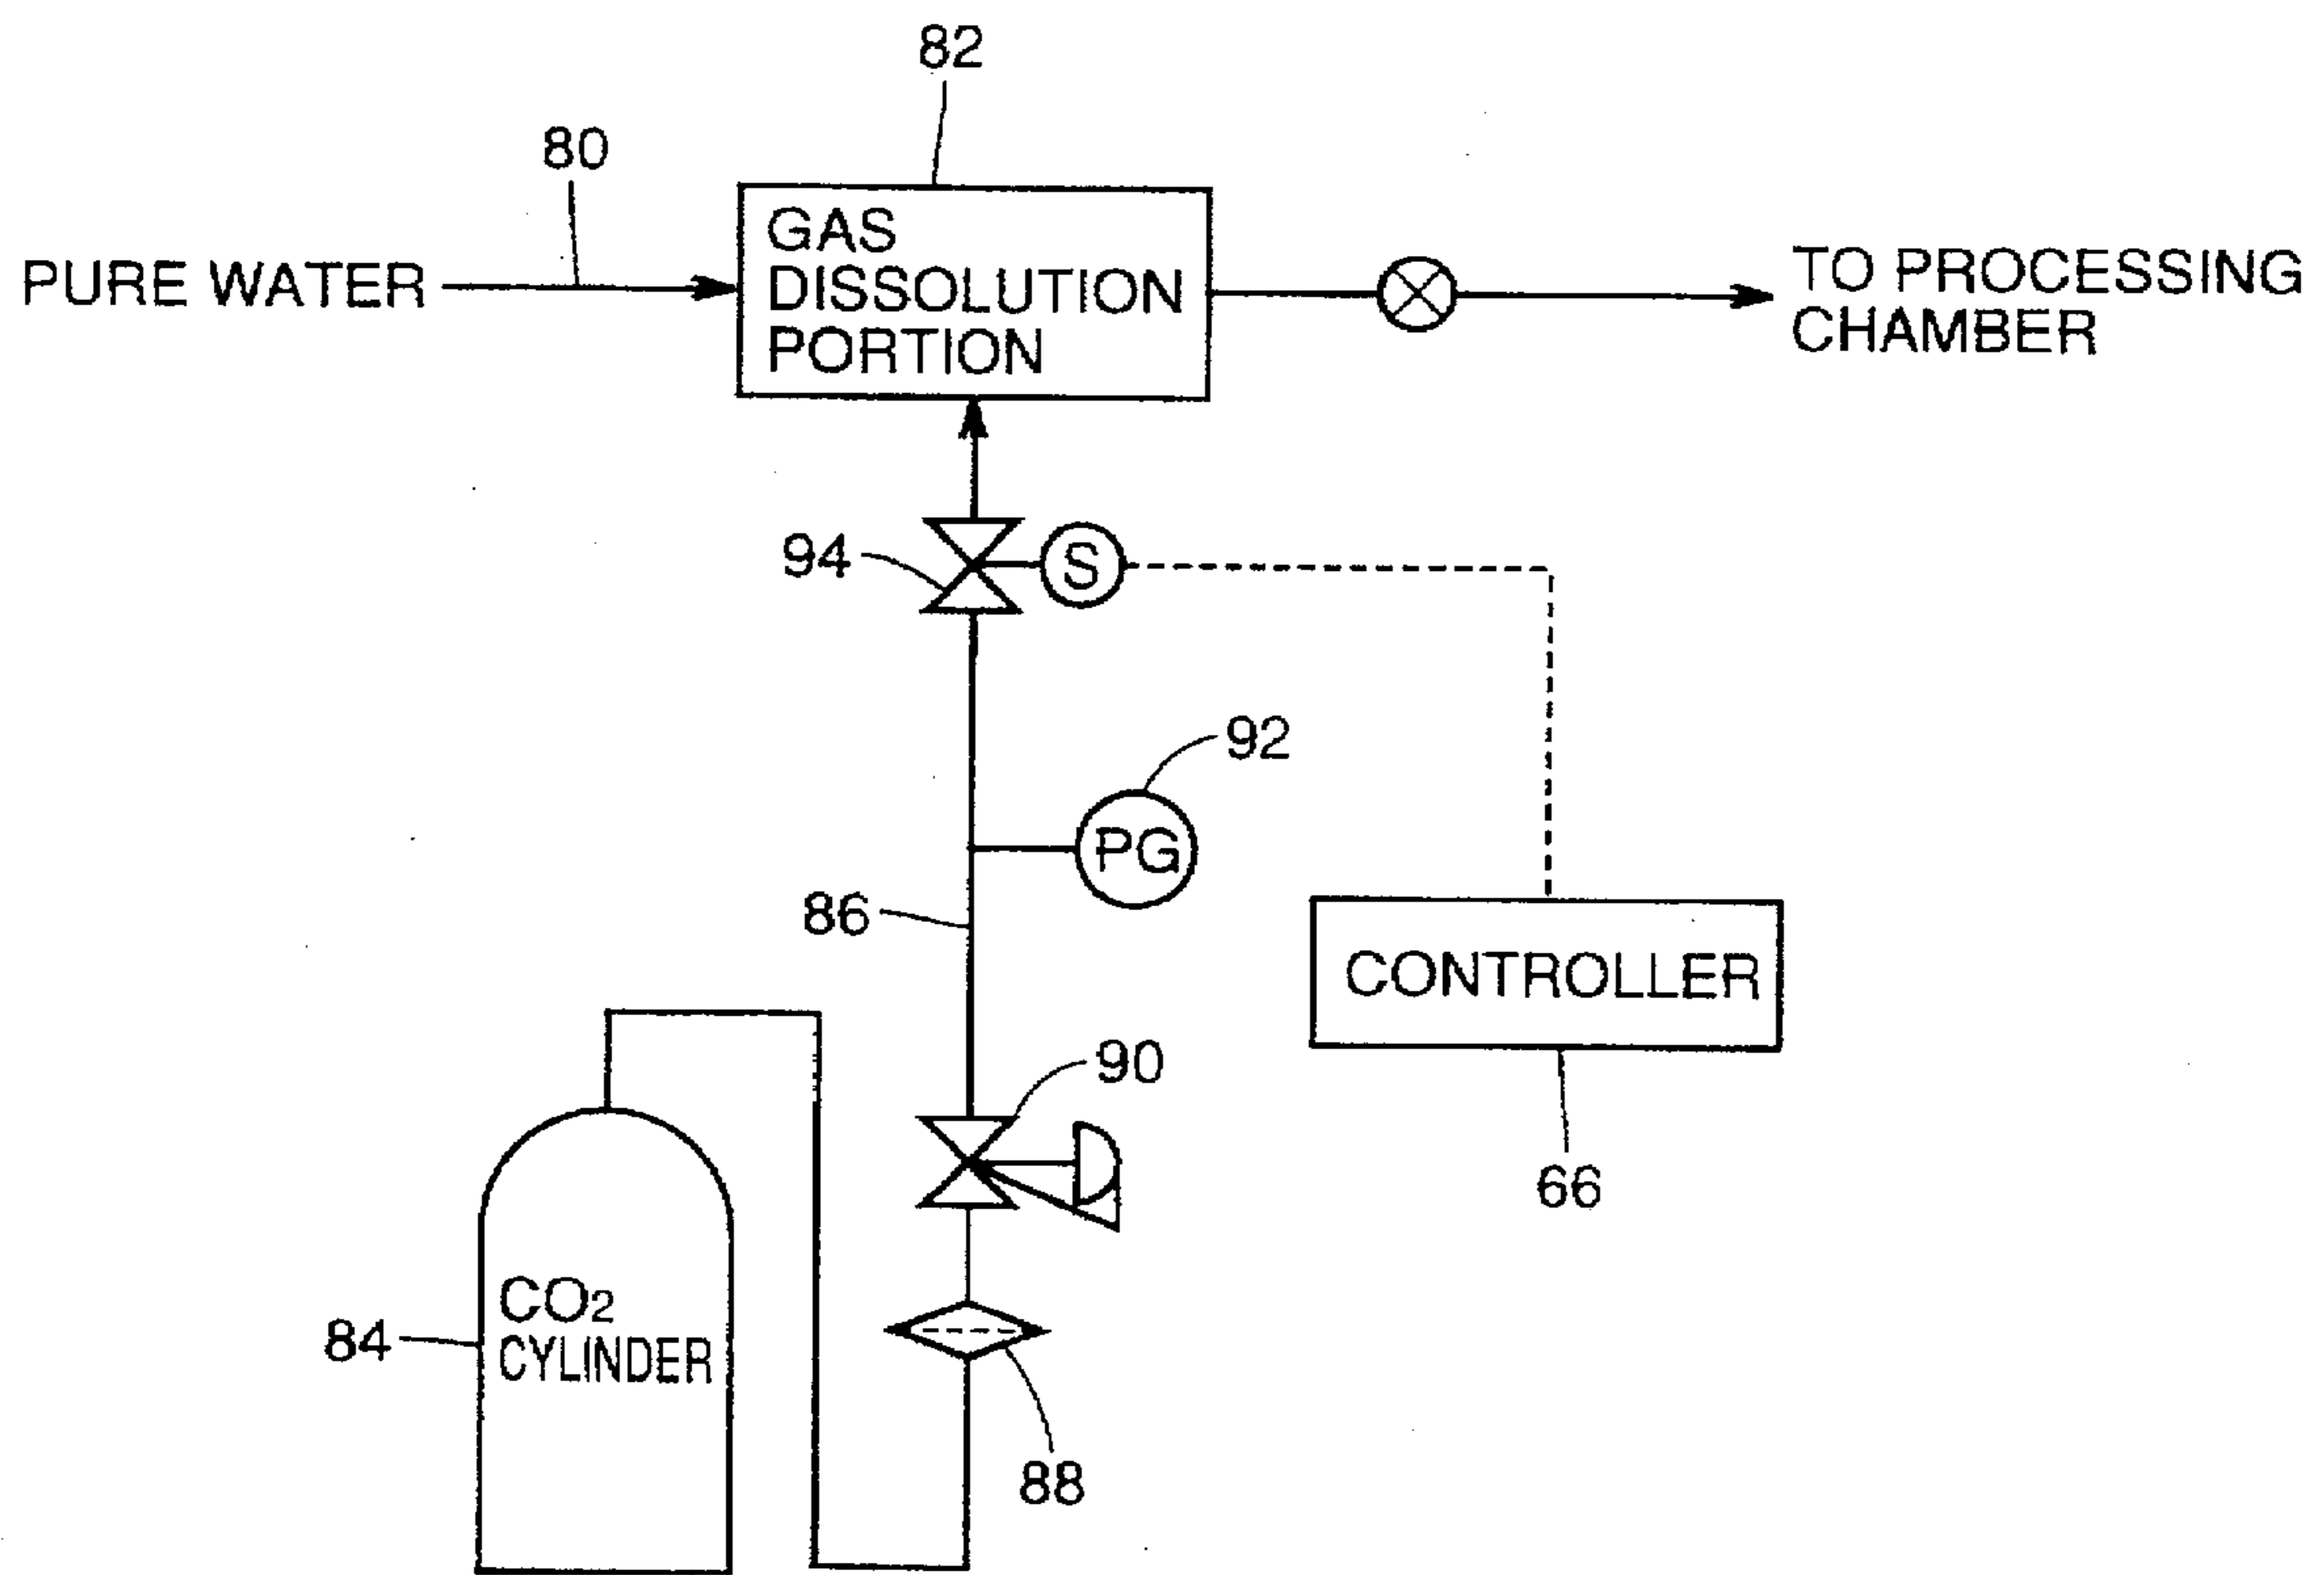 82
80
GAS
DISSOLUTION
PORTION
PURE WATER
TO PROCESSING
CHAMBER
94
S
92
PG
86
CONTROLLER
90
66
CO2
CYLINDER
84
88